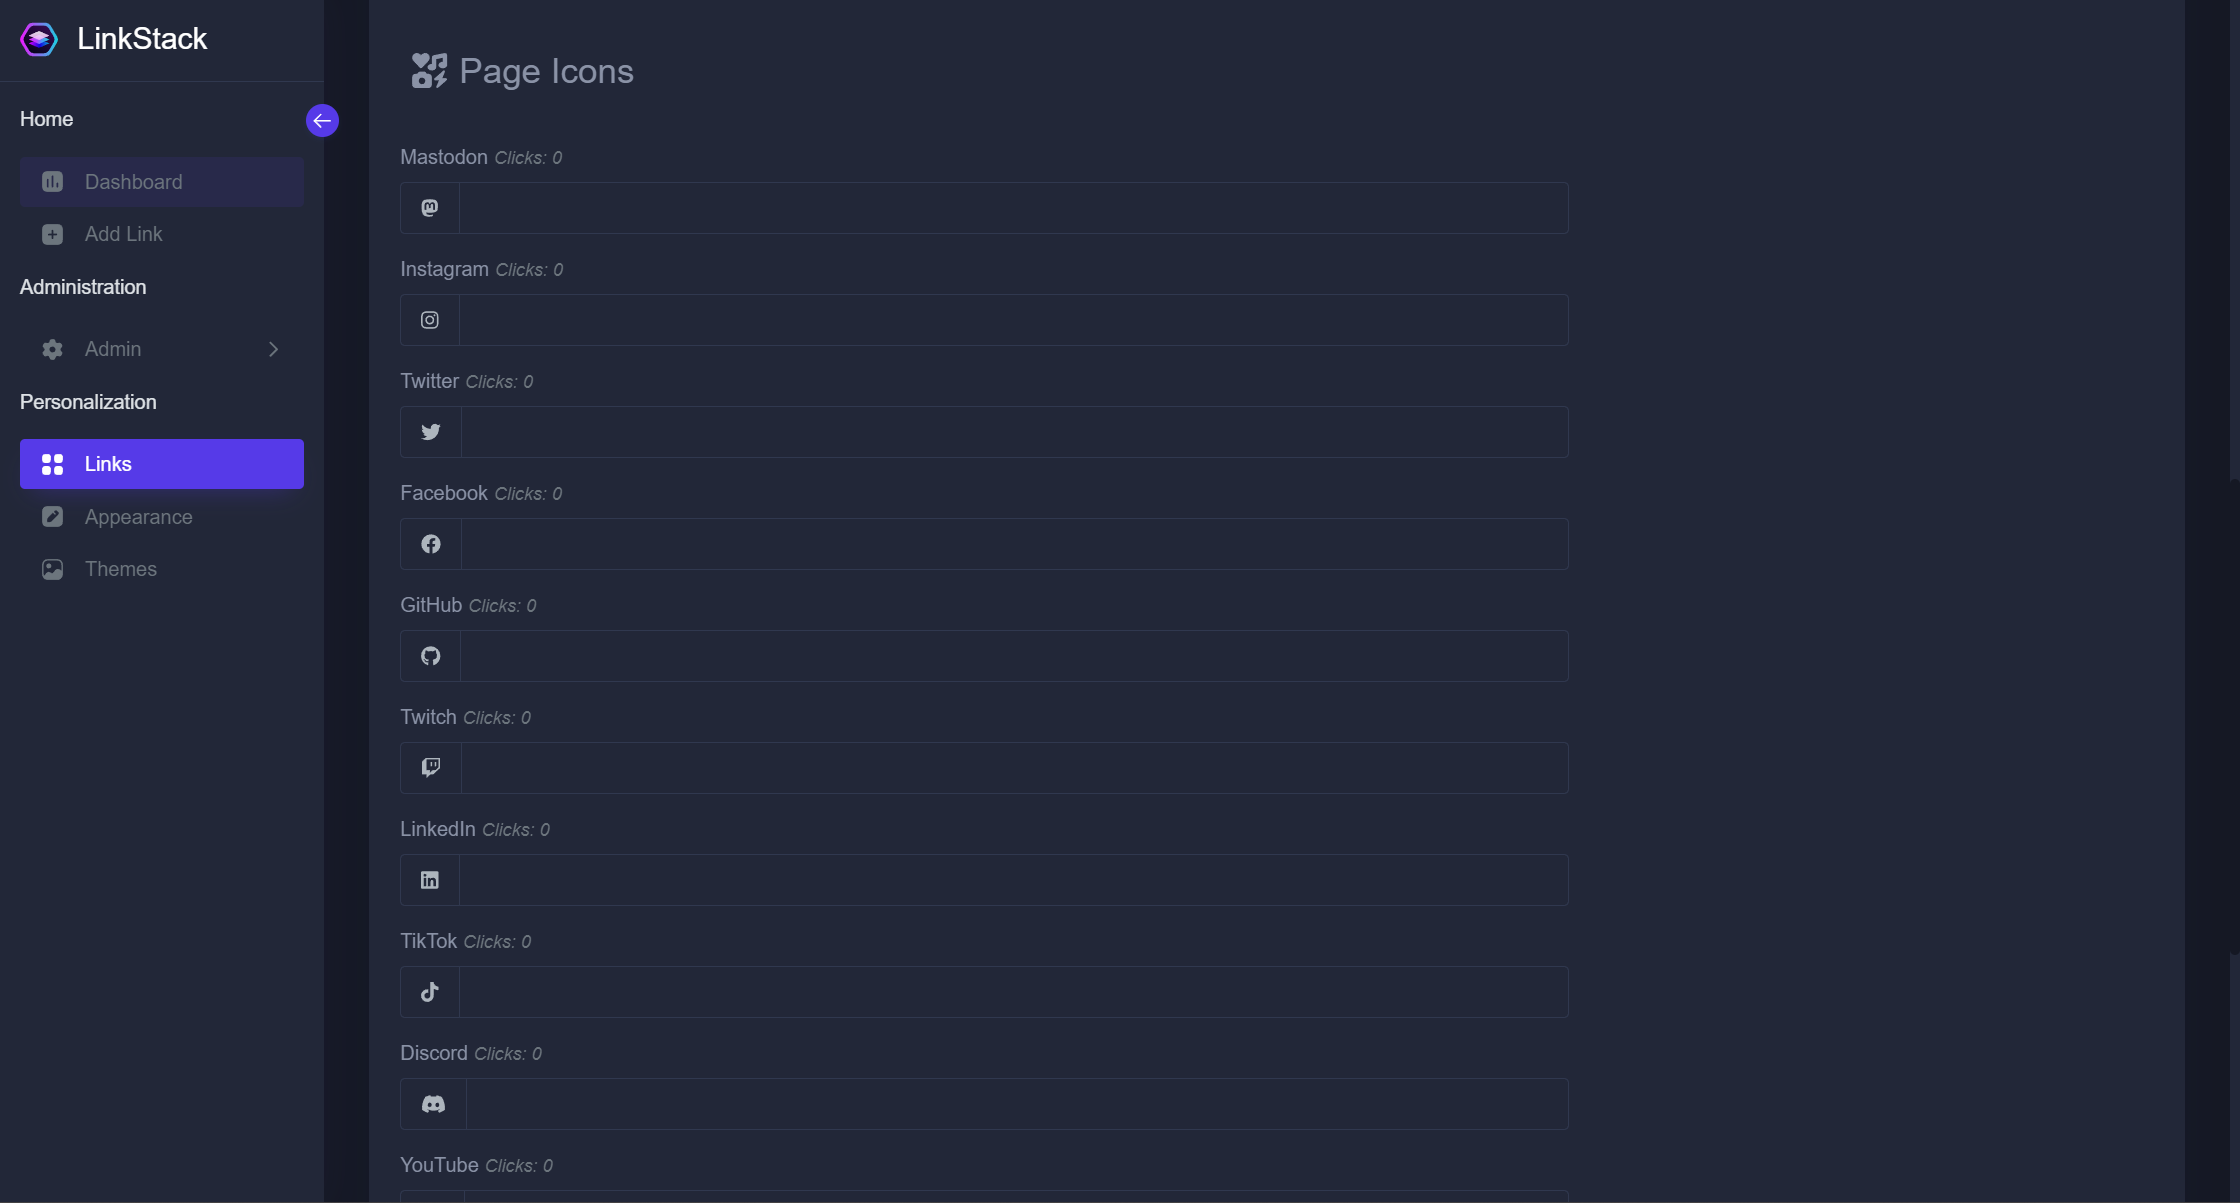 LinkStack
Home
Dashboard
Add Link
Administration
Admin
Personalization
Links
Appearance
Themes
Page Icons
Mastodon Clicks: 0
Instagram Clicks: 0
Twitter Clicks: 0
Facebook Clicks: 0
GitHub Clicks: 0
Twitch Clicks: 0
LinkedIn Clicks: 0
TikTok Clicks: 0
Discord Clicks: 0
YouTube Clicks: 0